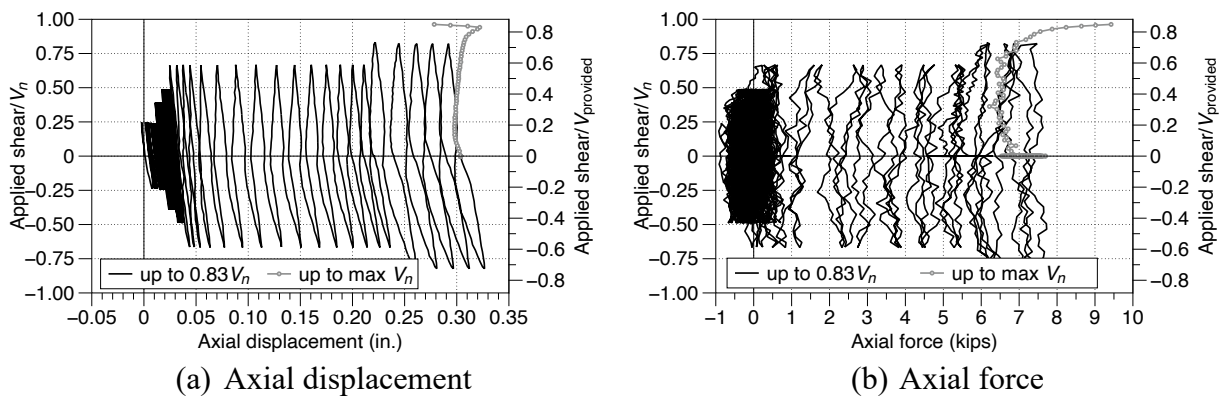 1.00
0.75
0.50
0.25
0
−0.25
−0.50
−0.75
−1.00
Applied shear/Vn
0.8
0.6
0.4
0.2
0
−0.2
−0.4
−0.6
−0.8
Applied shear/Vprovided
up to 0.83Vn
up to max Vn
−0.05 0 0.05 0.10 0.15 0.20 0.25 0.30 0.35
Axial displacement (in.)
(a) Axial displacement
1.00
0.75
0.50
0.25
0
−0.25
−0.50
−0.75
−1.00
Applied shear/Vn
0.8
0.6
0.4
0.2
0
−0.2
−0.4
−0.6
−0.8
Applied shear/Vprovided
up to 0.83Vn
up to max Vn
−1 0 1 2 3 4 5 6 7 8 9 10
Axial force (kips)
(b) Axial force